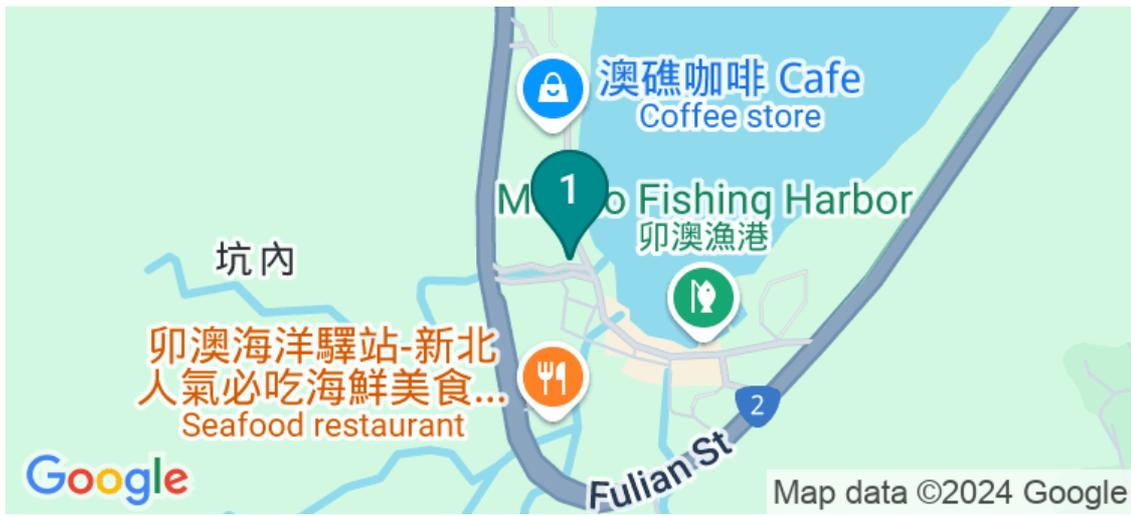 澳礁咖啡 Cafe
Coffee store
1
Fishing Harbor
卯澳漁港
坑內
卯澳海洋驛站-新北
人氣必吃海鮮美食...
Seafood restaurant
2
Fulian St
Google
Map data ©2024 Google